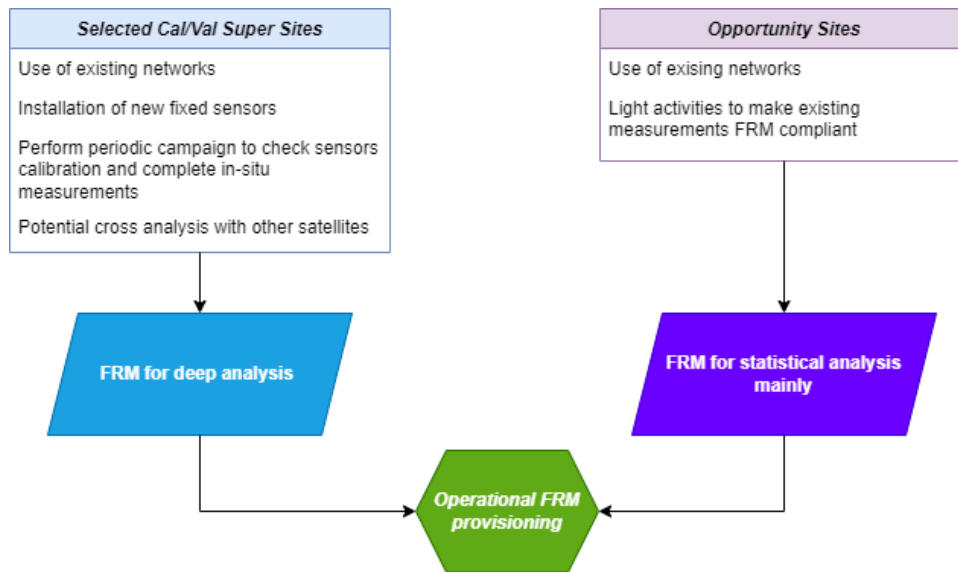 Selected Cal/Val Super Sites
Use of existing networks
Installation of new fixed sensors
Perform periodic campaign to check sensors
calibration and complete in-situ
measurements
Potential cross analysis with other satellites
Opportunity Sites
Use of exising networks
Light activities to make existing
measurements FRM compliant
FRM for deep analysis
FRM for statistical analysis
mainly
Operational FRM
provisioning